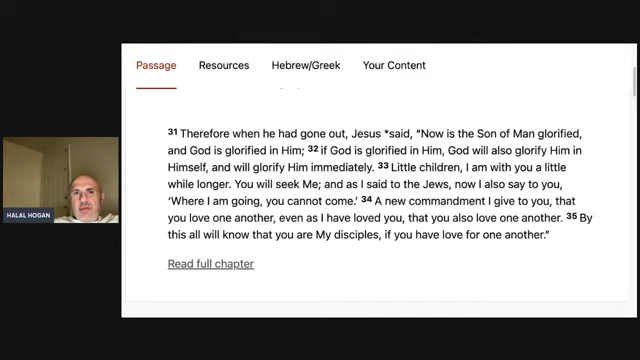 Passage Resources Hebrew/Greek Your Content
31 Therefore when he had gone out, Jesus *said, “Now is the Son of Man glorified,
and God is glorified in Him; 32 if God is glorified in Him, God will also glorify Him in
Himself, and will glorify Him immediately. 33 Little children, I am with you a little
while longer. You will seek Me; and as I said to the Jews, now I also say to you,
‘Where I am going, you cannot come.’ 34 A new commandment I give to you, that
you love one another, even as I have loved you, that you also love one another. 35 By
this all will know that you are My disciples, if you have love for one another.”
Read full chapter
HALAL HOGAN